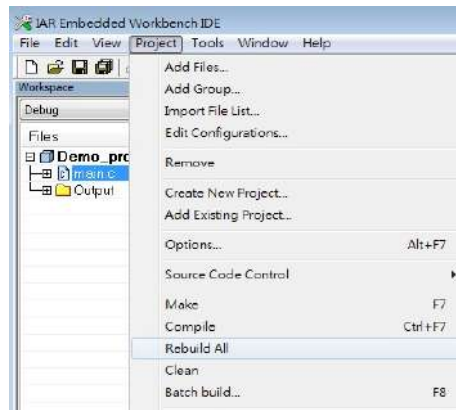 IAR Embedded Workbench IDE
File Edit View Project Tools Window Help
Workspace
Debug
Files
Demo_pro
main.c
Output
Add Files...
Add Group...
Import File List...
Edit Configurations...
Remove
Create New Project...
Add Existing Project...
Options... Alt+F7
Source Code Control
Make F7
Compile Ctrl+F7
Rebuild All
Clean
Batch build... F8